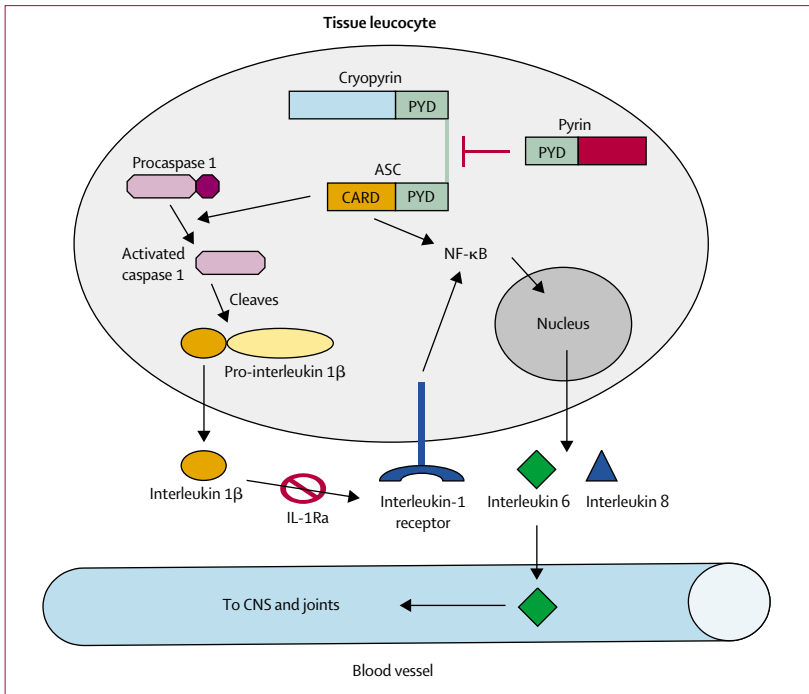 Tissue leucocyte
Cryopyrin
PYD
Pyrin
PYD
Procaspase 1
ASC
CARD
PYD
Activated
caspase 1
NF-κB
Cleaves
Nucleus
Pro-interleukin 1β
Interleukin 1β
IL-1Ra
Interleukin-1
receptor
Interleukin 6
Interleukin 8
To CNS and joints
Blood vessel